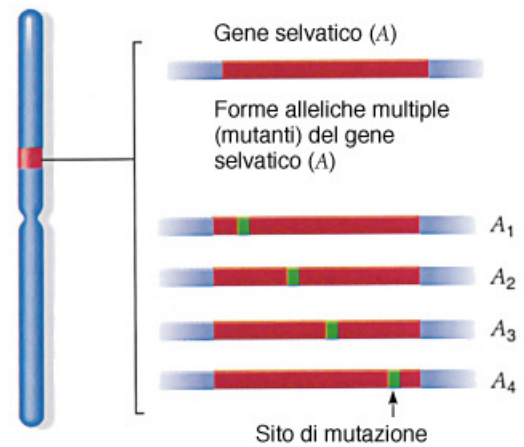 Gene selvatico (A)
Forme alleliche multiple
(mutanti) del gene
selvatico (A)
A1
A2
A3
A4
Sito di mutazione